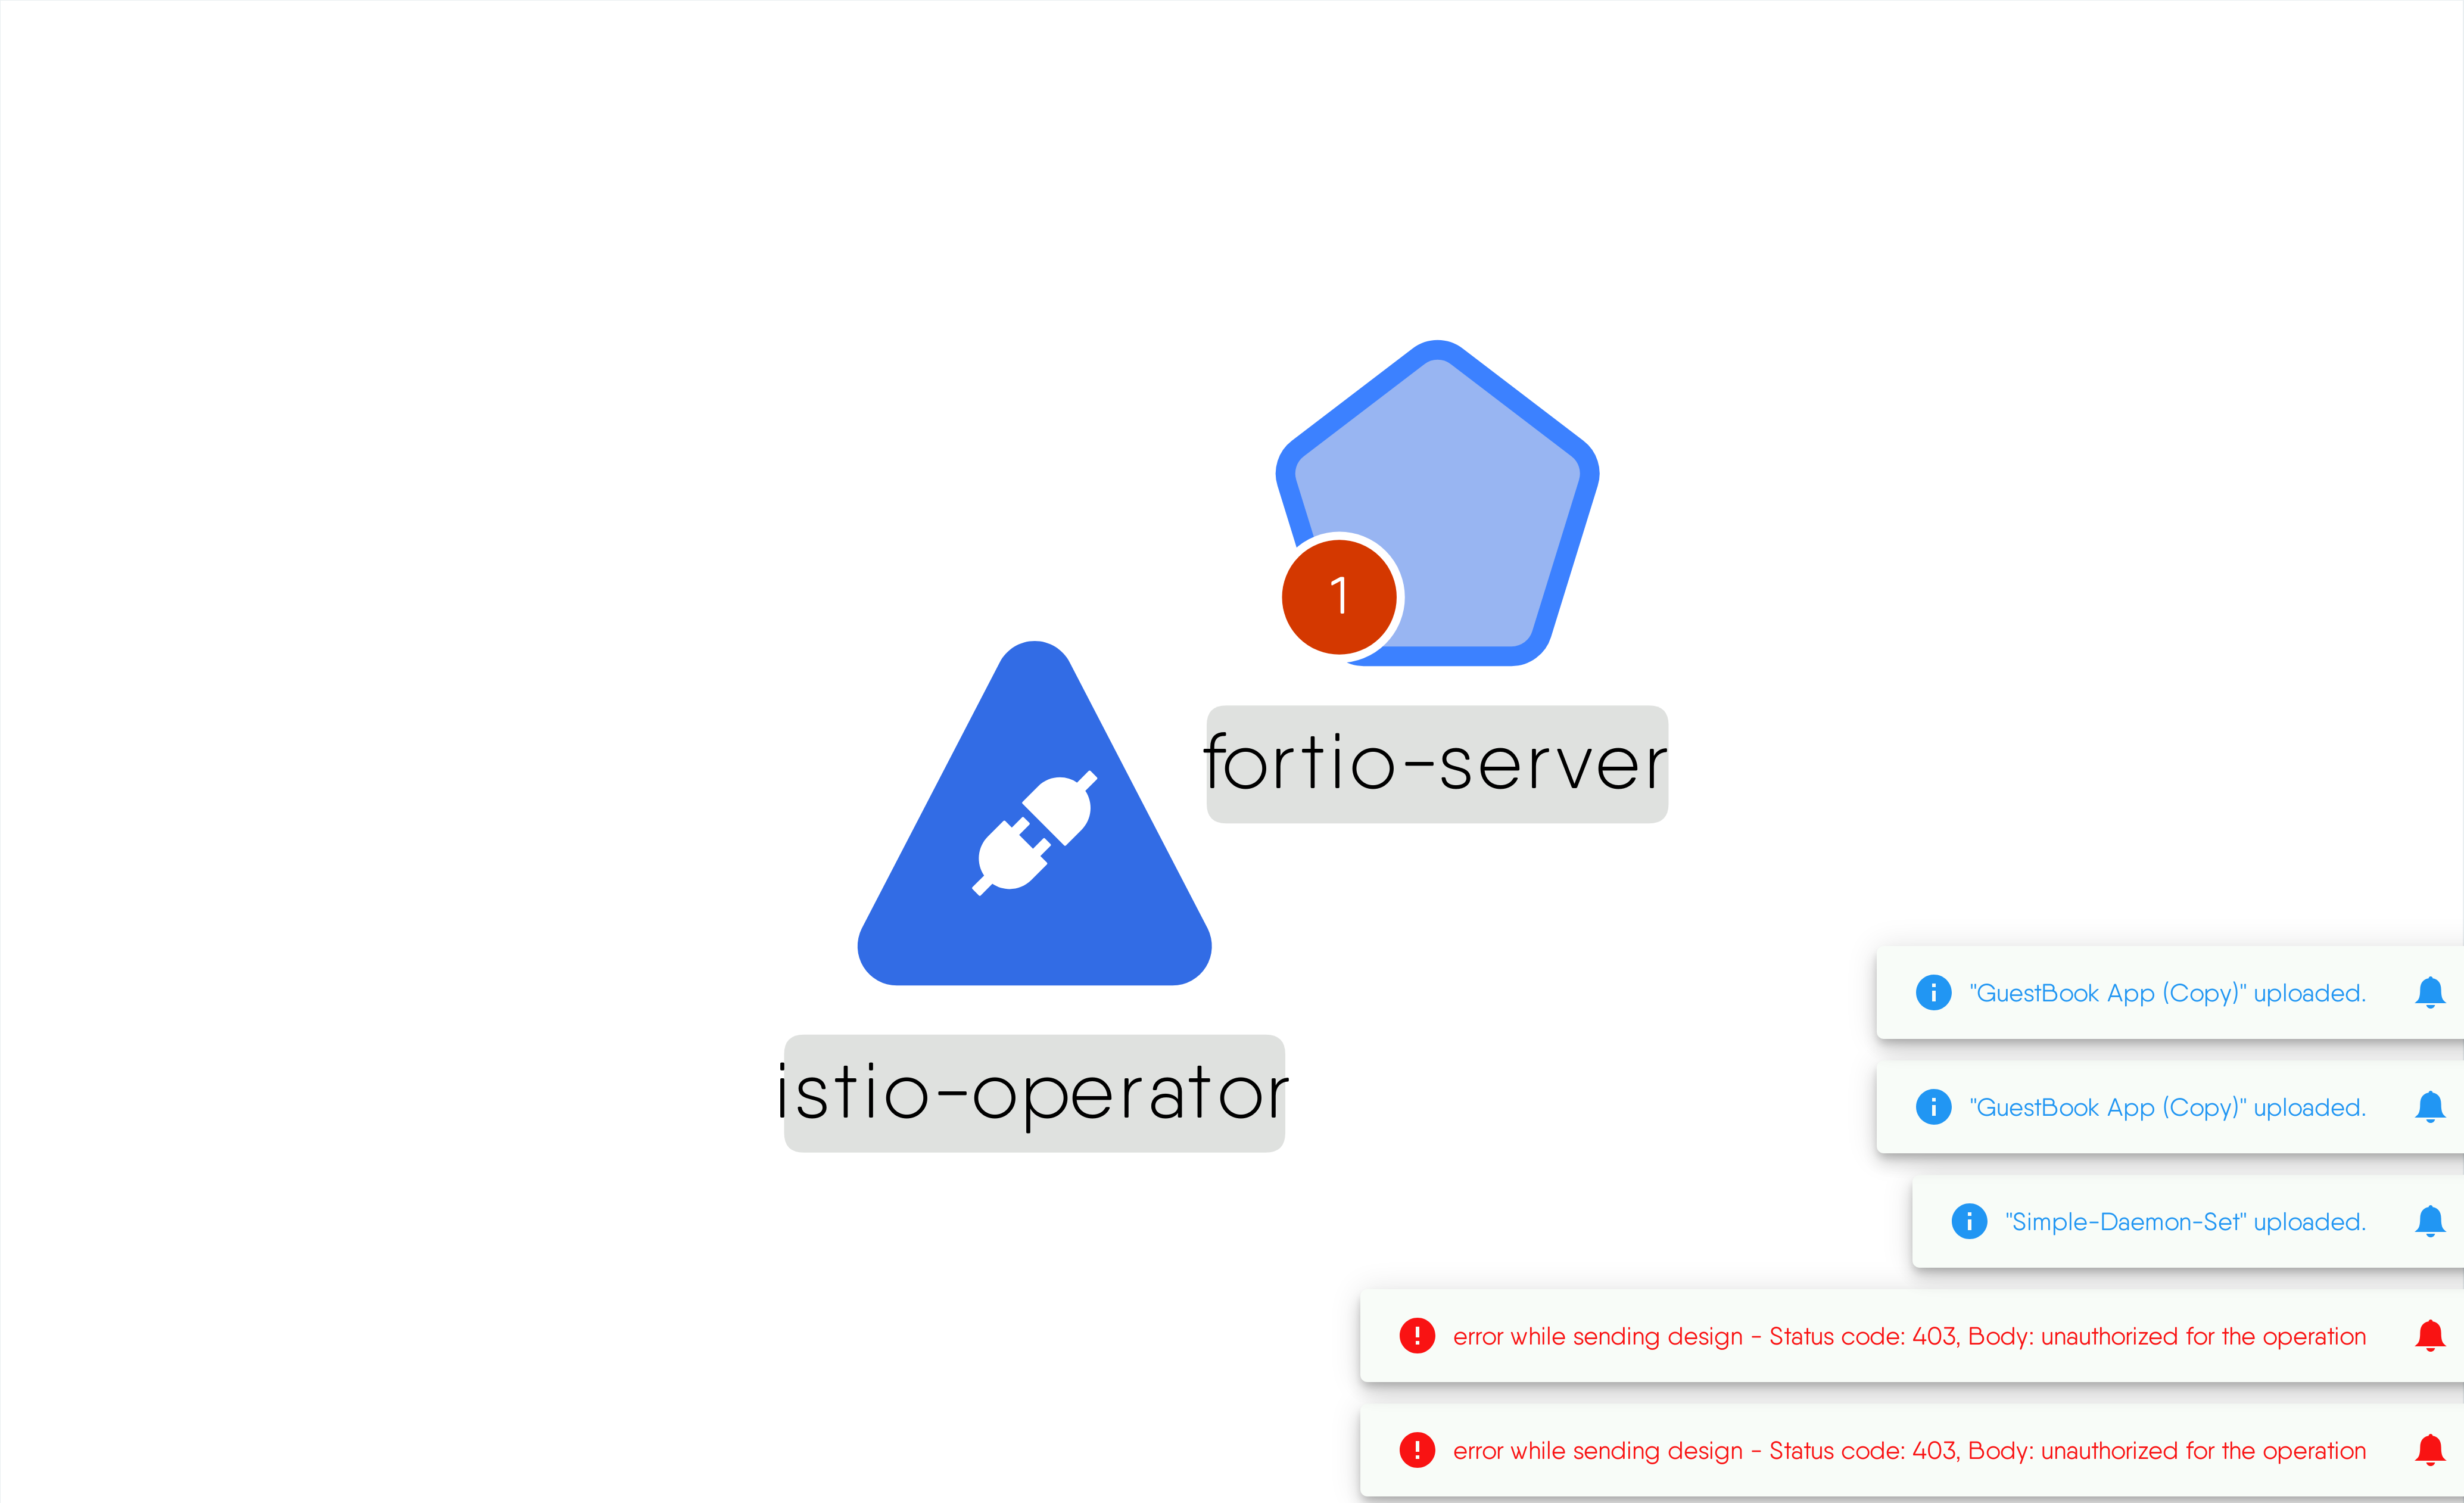 1
fortio-server
istio-operator
"GuestBook App (Copy)" uploaded.
"GuestBook App (Copy)" uploaded.
"Simple-Daemon-Set" uploaded.
error while sending design - Status code: 403, Body: unauthorized for the operation
error while sending design - Status code: 403, Body: unauthorized for the operation